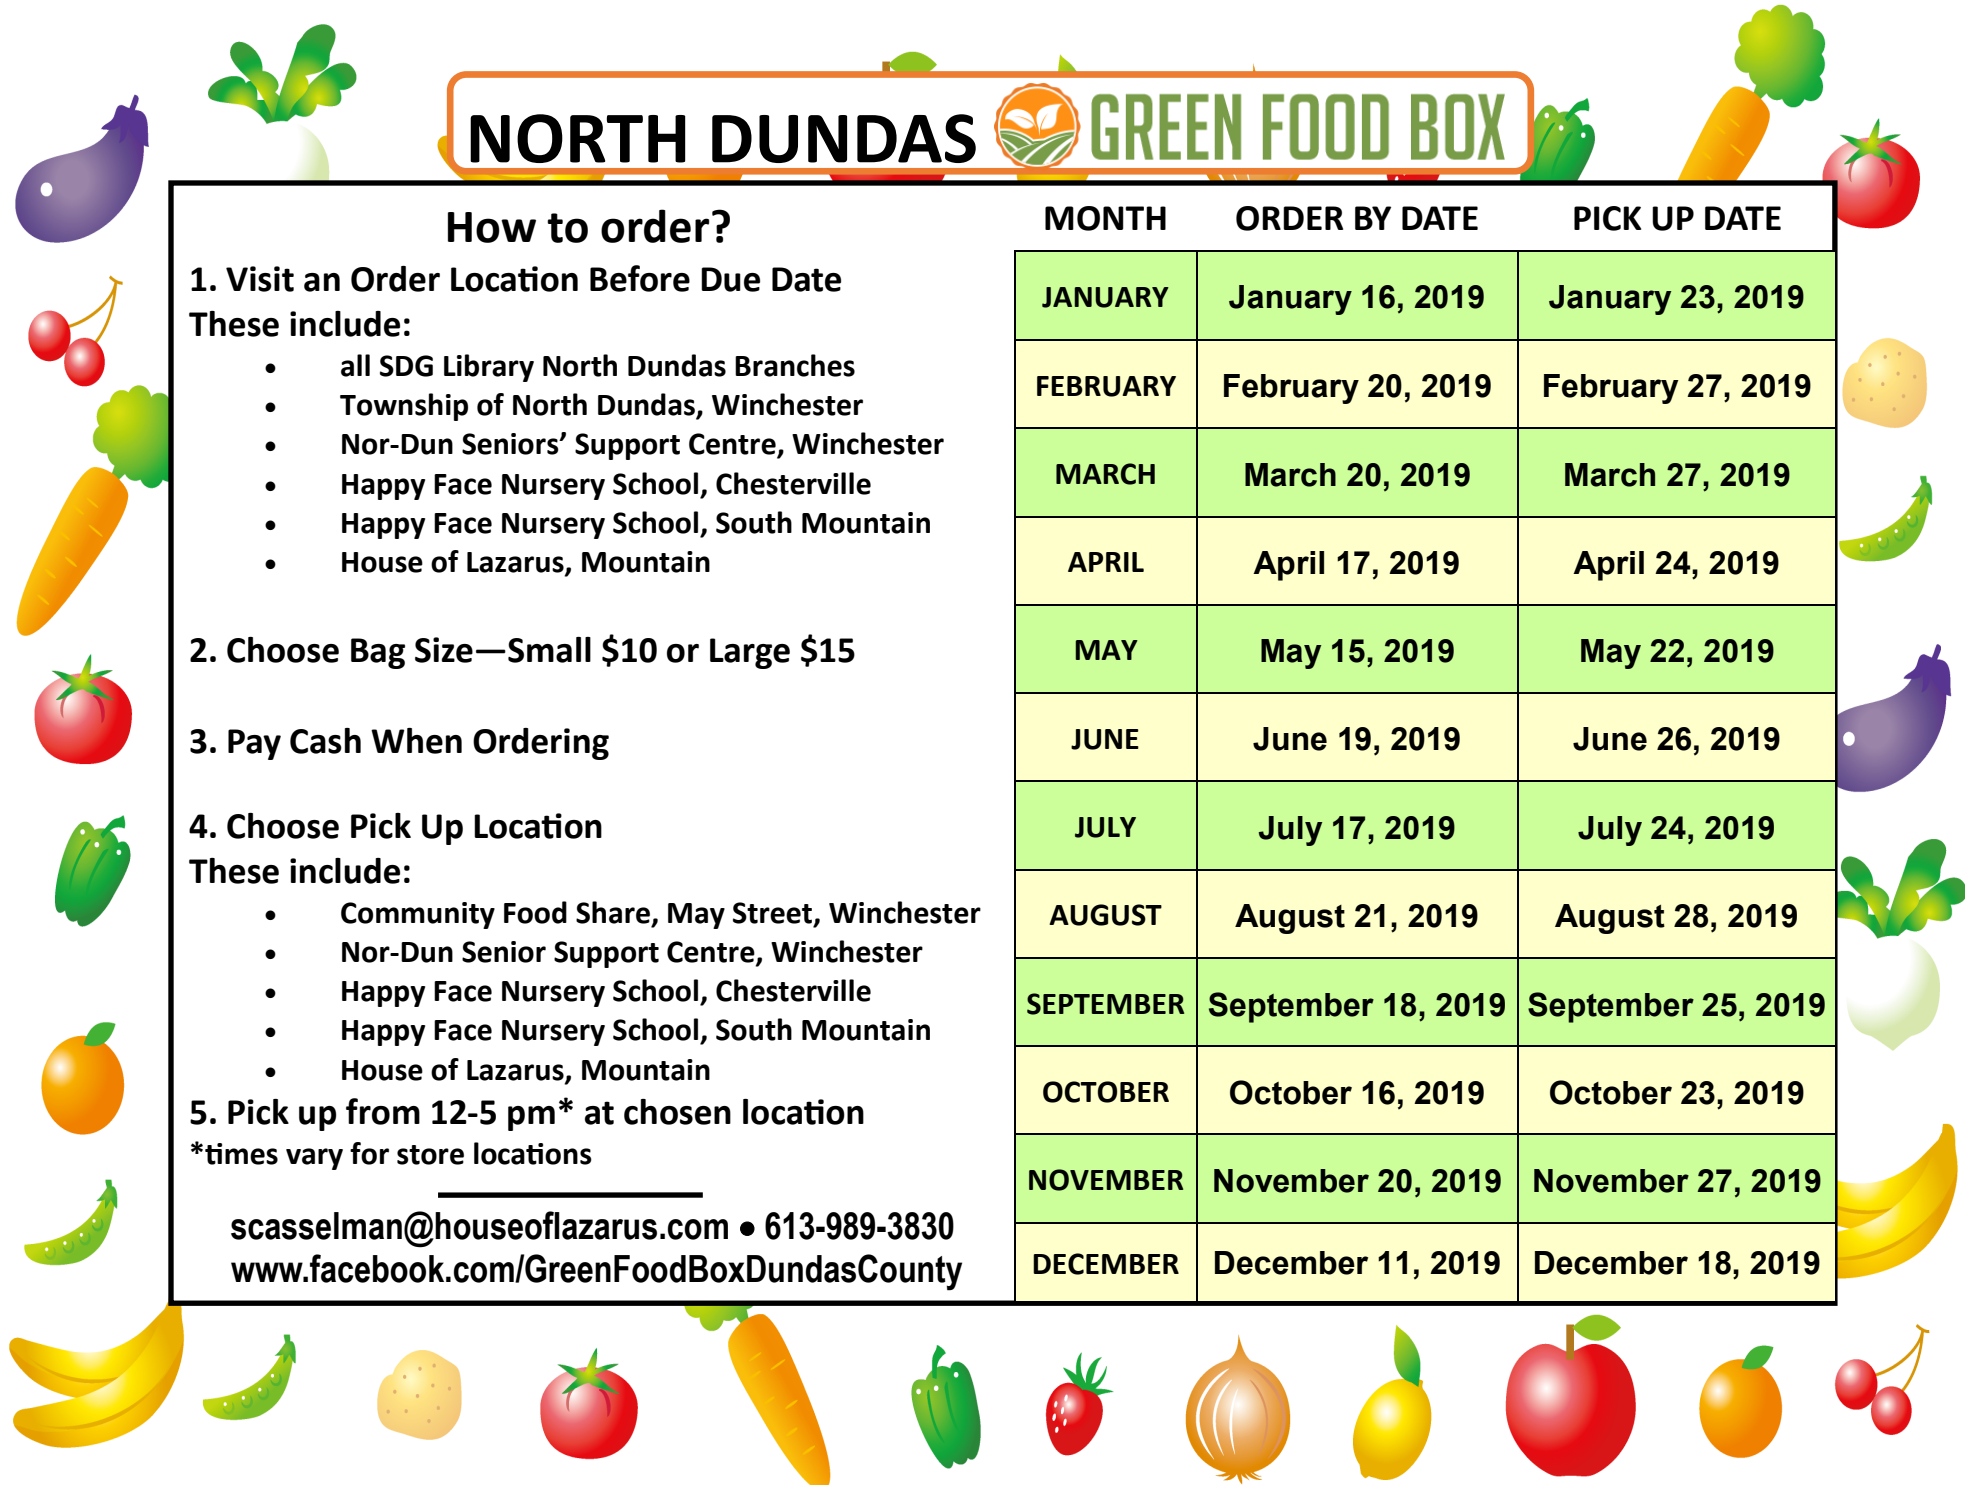 NORTH DUNDAS GREEN FOOD BOX
How to order?
1. Visit an Order Location Before Due Date
These include:
• all SDG Library North Dundas Branches
• Township of North Dundas, Winchester
• Nor-Dun Seniors’ Support Centre, Winchester
• Happy Face Nursery School, Chesterville
• Happy Face Nursery School, South Mountain
• House of Lazarus, Mountain
2. Choose Bag Size—Small $10 or Large $15
3. Pay Cash When Ordering
4. Choose Pick Up Location
These include:
• Community Food Share, May Street, Winchester
• Nor-Dun Senior Support Centre, Winchester
• Happy Face Nursery School, Chesterville
• Happy Face Nursery School, South Mountain
• House of Lazarus, Mountain
5. Pick up from 12-5 pm* at chosen location
*times vary for store locations
scasselman@houseoflazarus.com ● 613-989-3830
www.facebook.com/GreenFoodBoxDundasCounty
MONTH ORDER BY DATE PICK UP DATE
JANUARY January 16, 2019 January 23, 2019
FEBRUARY February 20, 2019 February 27, 2019
MARCH March 20, 2019 March 27, 2019
APRIL April 17, 2019 April 24, 2019
MAY May 15, 2019 May 22, 2019
JUNE June 19, 2019 June 26, 2019
JULY July 17, 2019 July 24, 2019
AUGUST August 21, 2019 August 28, 2019
SEPTEMBER September 18, 2019 September 25, 2019
OCTOBER October 16, 2019 October 23, 2019
NOVEMBER November 20, 2019 November 27, 2019
DECEMBER December 11, 2019 December 18, 2019